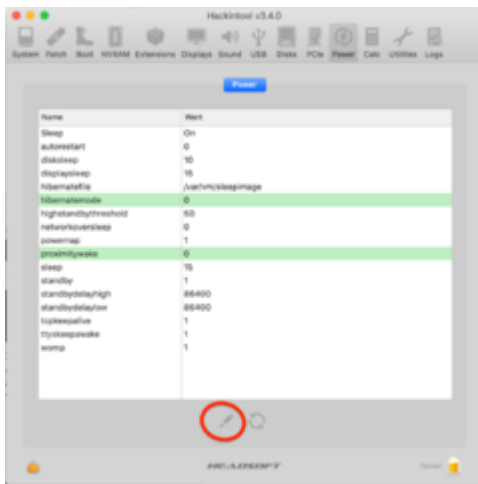 Hackintool v3.4.0
System Patch Boot NVRAM Extensions Displays Sound USB Disks PCIe Power Calc Utilities Logs
Power
Name Wert
Sleep On
autorestart 0
disksleep 10
displaysleep 15
hibernatefile /var/vm/sleepimage
hibernatemode 0
highstandbythreshold 50
networkoversleep 0
powernap 1
proximitywake 0
sleep 15
standby 1
standbydelayhigh 86400
standbydelaylow 86400
tcpkeepalive 1
ttyskeepawake 1
womp 1
HEADSOFT